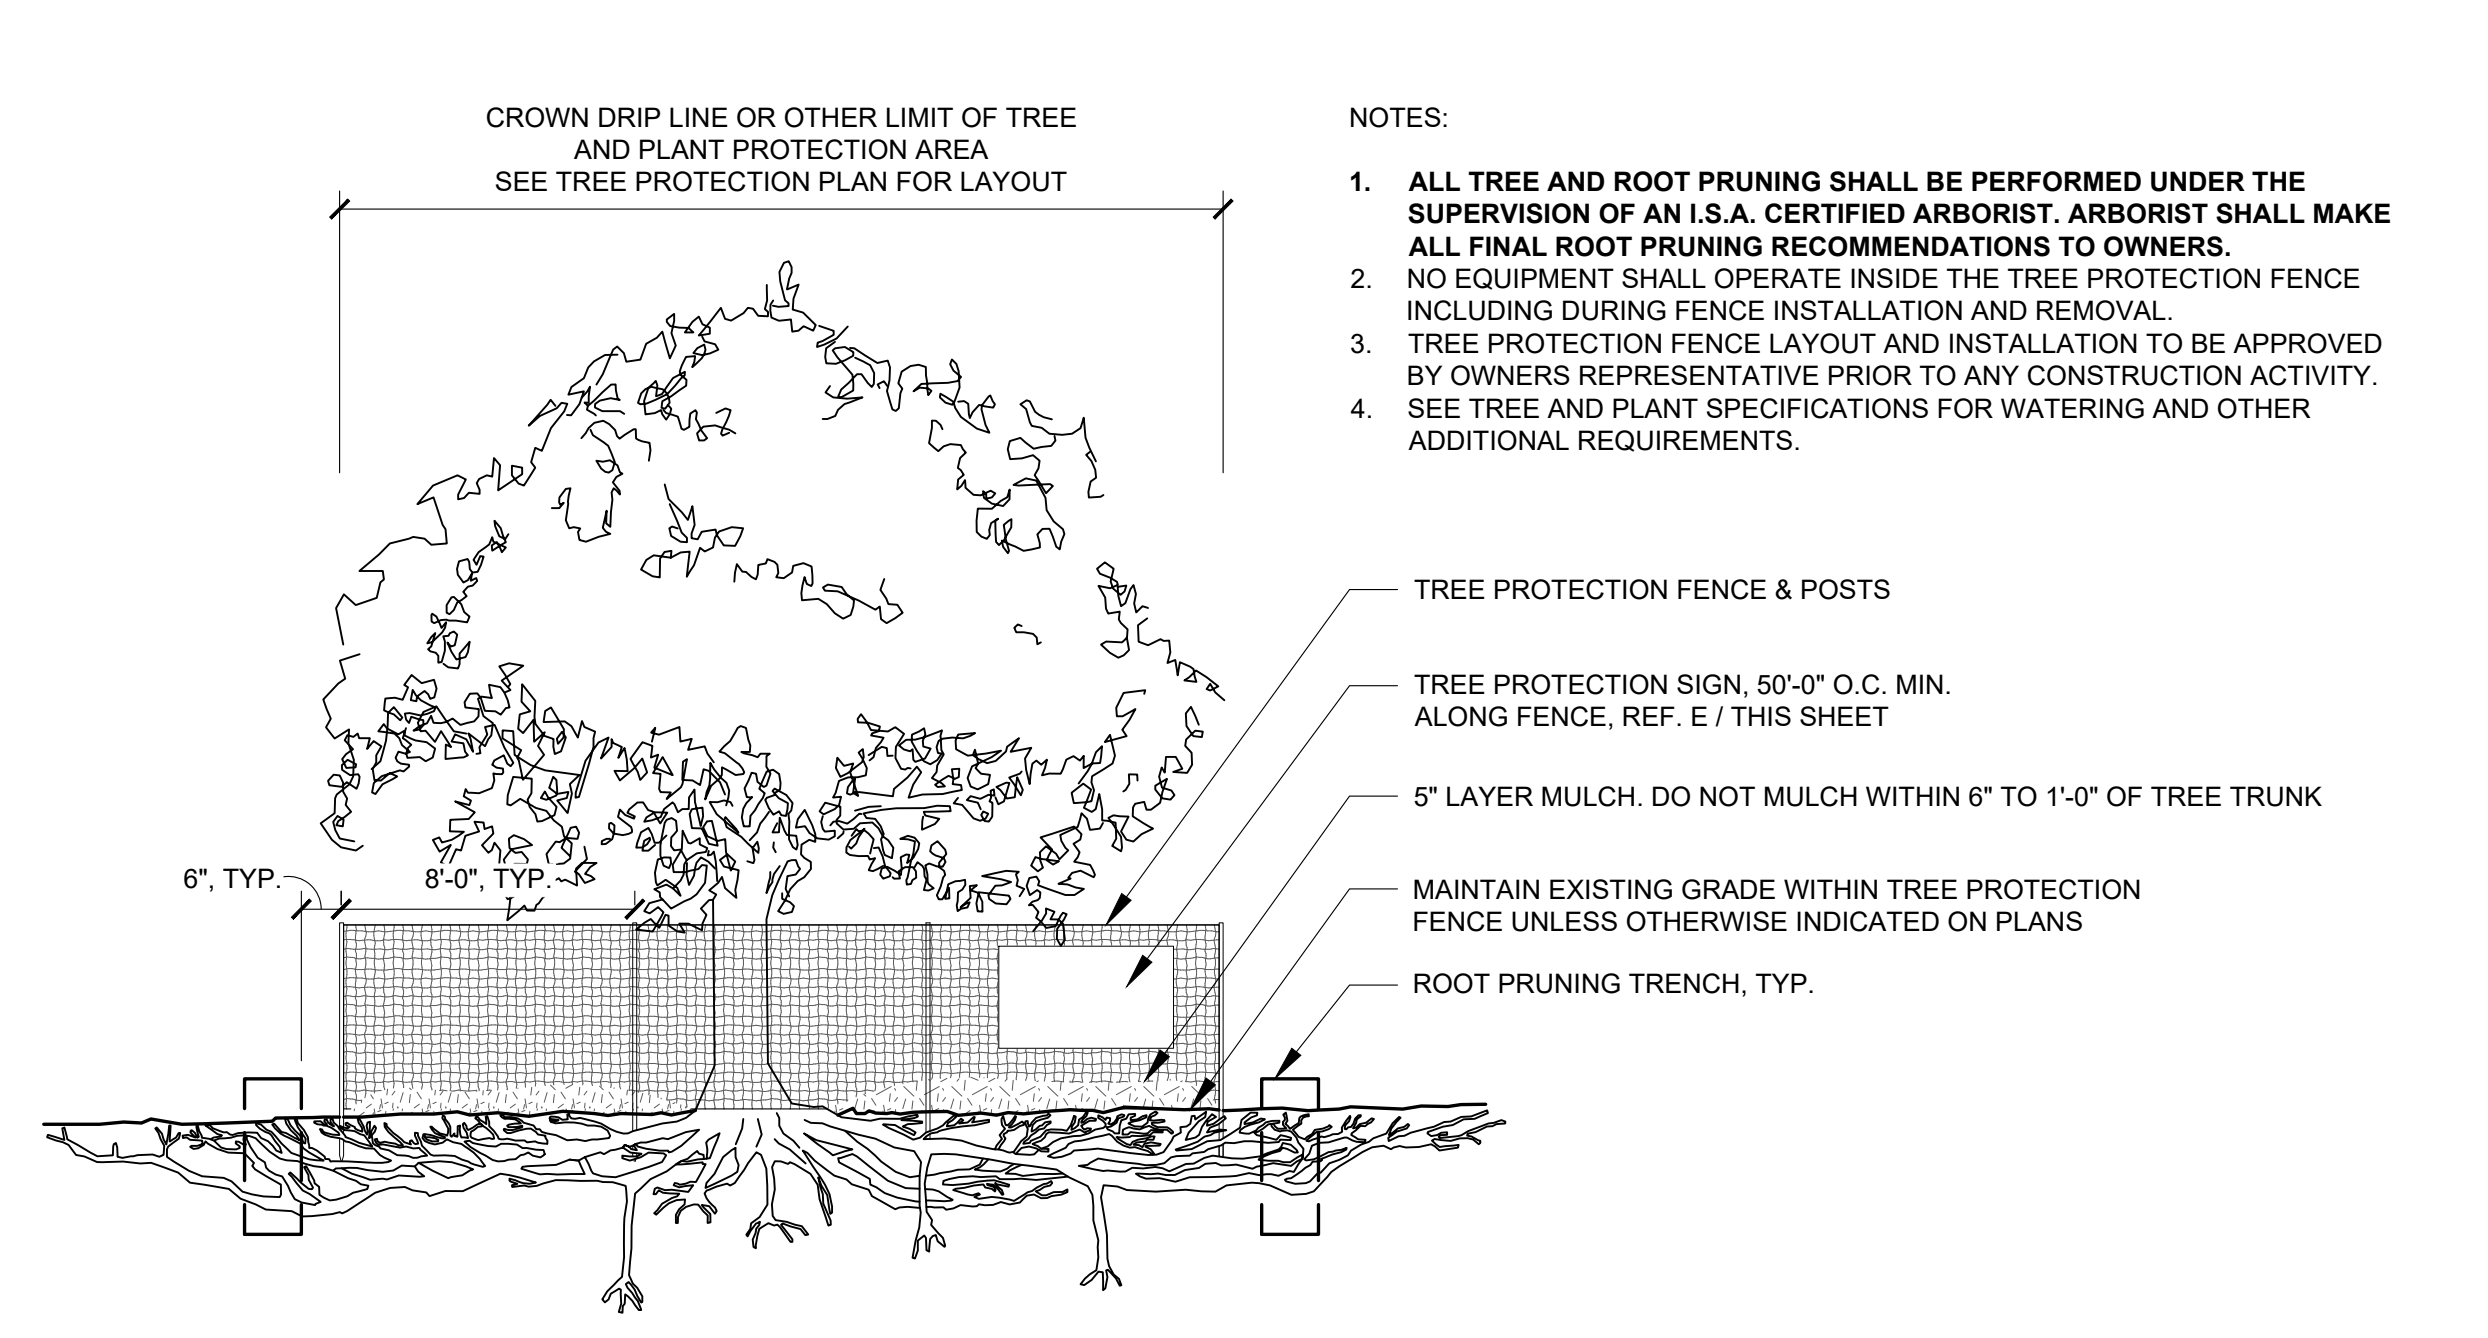 CROWN DRIP LINE OR OTHER LIMIT OF TREE
AND PLANT PROTECTION AREA
SEE TREE PROTECTION PLAN FOR LAYOUT
NOTES:
1. ALL TREE AND ROOT PRUNING SHALL BE PERFORMED UNDER THE
SUPERVISION OF AN I.S.A. CERTIFIED ARBORIST. ARBORIST SHALL MAKE
ALL FINAL ROOT PRUNING RECOMMENDATIONS TO OWNERS.
2. NO EQUIPMENT SHALL OPERATE INSIDE THE TREE PROTECTION FENCE
INCLUDING DURING FENCE INSTALLATION AND REMOVAL.
3. TREE PROTECTION FENCE LAYOUT AND INSTALLATION TO BE APPROVED
BY OWNERS REPRESENTATIVE PRIOR TO ANY CONSTRUCTION ACTIVITY.
4. SEE TREE AND PLANT SPECIFICATIONS FOR WATERING AND OTHER
ADDITIONAL REQUIREMENTS.
TREE PROTECTION FENCE & POSTS
TREE PROTECTION SIGN, 50'-0" O.C. MIN.
ALONG FENCE, REF. E / THIS SHEET
5" LAYER MULCH. DO NOT MULCH WITHIN 6" TO 1'-0" OF TREE TRUNK
6", TYP.
8'-0", TYP.
MAINTAIN EXISTING GRADE WITHIN TREE PROTECTION
FENCE UNLESS OTHERWISE INDICATED ON PLANS
ROOT PRUNING TRENCH, TYP.